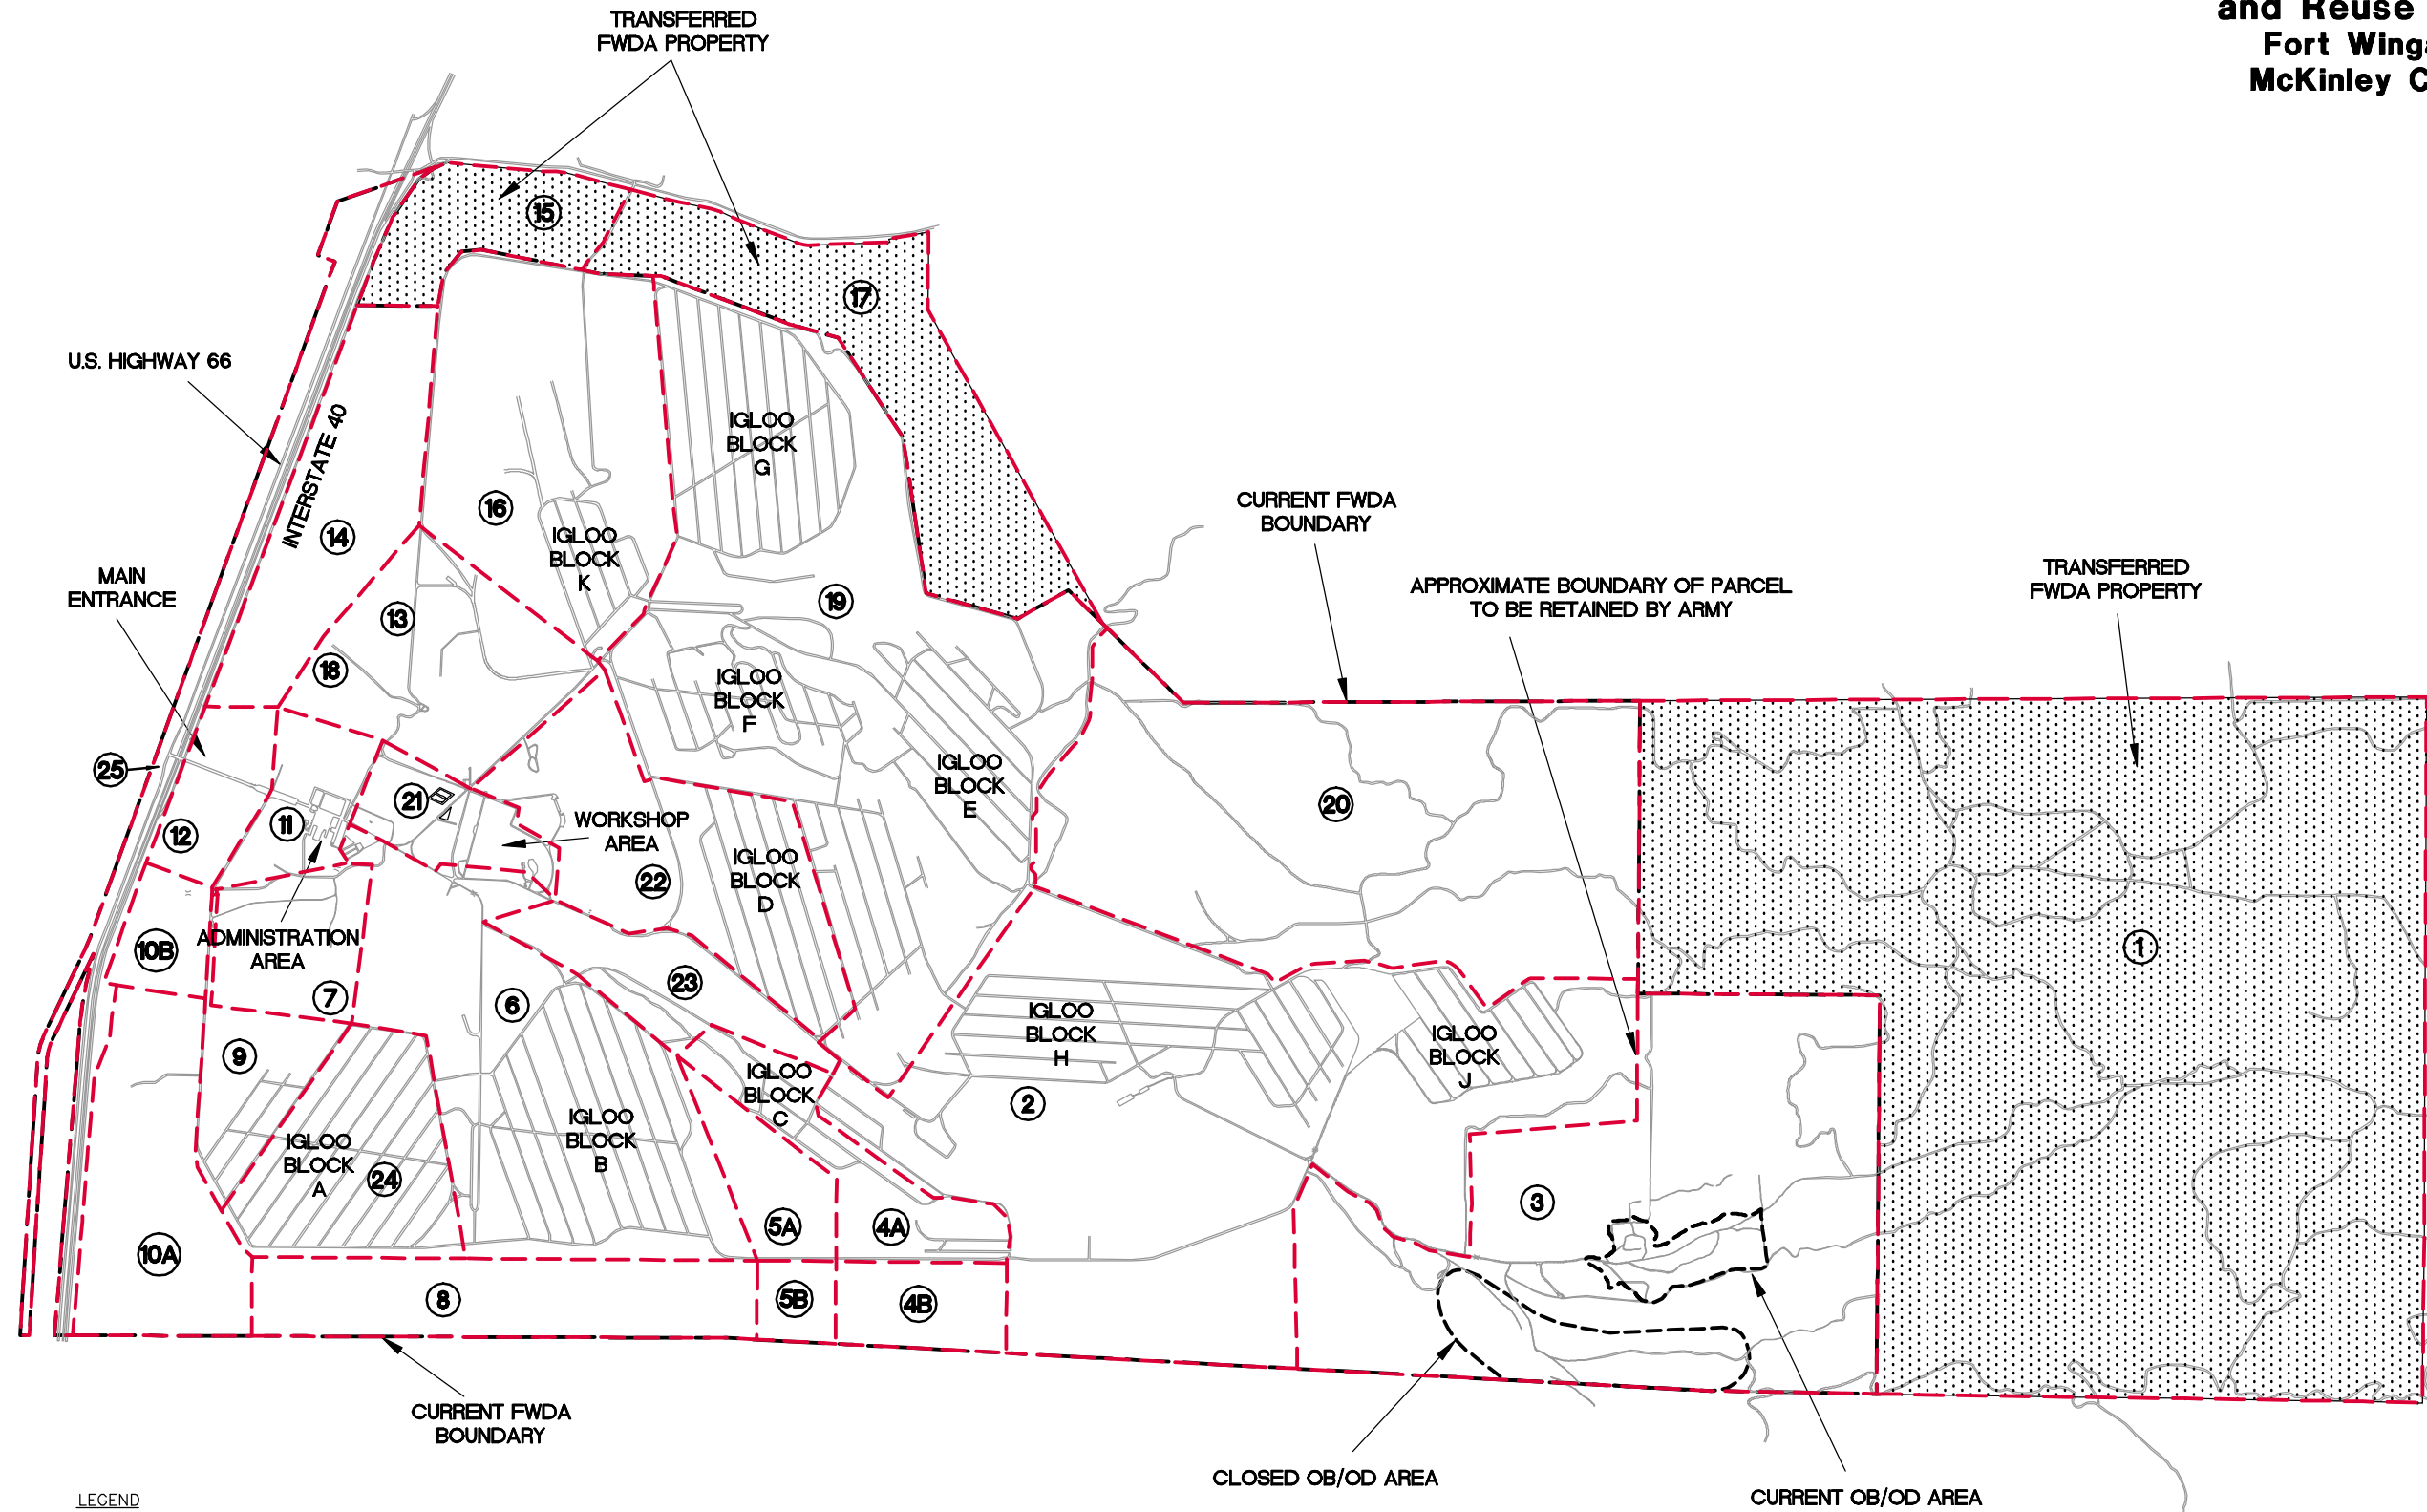 and Reuse
Fort
McKinley
TRANSFERRED
FWDA PROPERTY
15
17
U.S. HIGHWAY 66
INTERSTATE 40
IGLOO
BLOCK
G
16
14
IGLOO
BLOCK
K
CURRENT FWDA
BOUNDARY
APPROXIMATE BOUNDARY OF PARCEL
TO BE RETAINED BY ARMY
TRANSFERRED
FWDA PROPERTY
MAIN
ENTRANCE
19
13
18
IGLOO
BLOCK
F
25
IGLOO
BLOCK
E
21
20
12
11
WORKSHOP
AREA
22
IGLOO
BLOCK
D
ADMINISTRATION
AREA
10B
1
7
6
23
9
IGLOO
BLOCK
H
IGLOO
BLOCK
J
IGLOO
BLOCK
C
2
IGLOO
BLOCK
B
IGLOO
BLOCK
A
24
3
10A
5A
4A
8
5B
4B
CURRENT FWDA
BOUNDARY
CLOSED OB/OD AREA
CURRENT OB/OD AREA
LEGEND